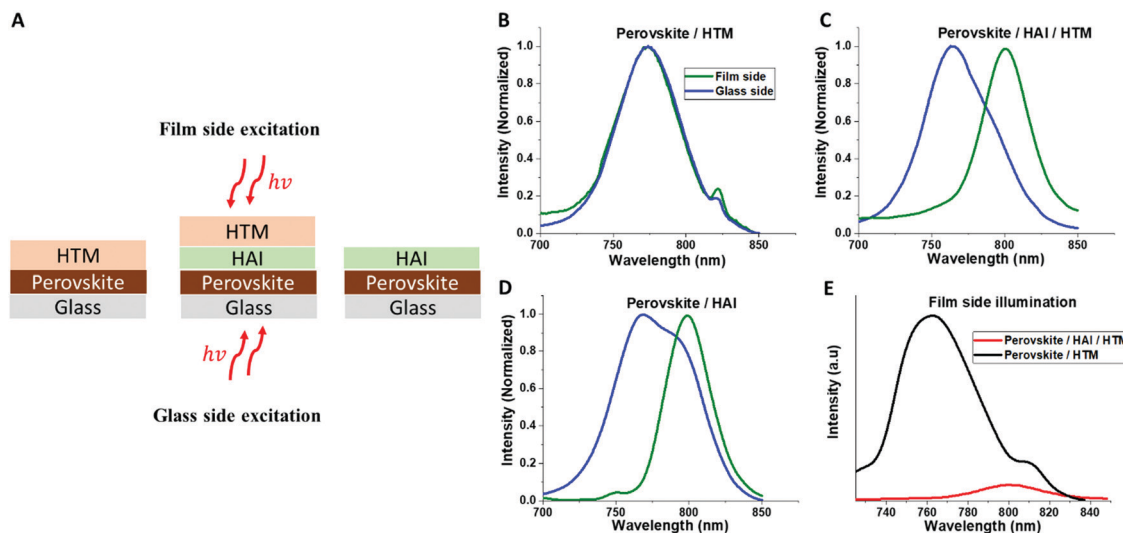 A
Film side excitation
hν
HTM
Perovskite
Glass
HTM
HAI
Perovskite
Glass
HAI
Perovskite
Glass
hν
Glass side excitation
B
Perovskite / HTM
Intensity (Normalized)
1.0
0.8
0.6
0.4
0.2
0.0
Film side
Glass side
700
750
800
850
Wavelength (nm)
C
Perovskite / HAI / HTM
Intensity (Normalized)
1.0
0.8
0.6
0.4
0.2
0.0
700
750
800
850
Wavelength (nm)
D
Perovskite / HAI
Intensity (Normalized)
1.0
0.8
0.6
0.4
0.2
0.0
700
750
800
850
Wavelength (nm)
E
Film side illumination
Intensity (a.u)
Perovskite / HAI / HTM
Perovskite / HTM
740
760
780
800
820
840
Wavelength (nm)